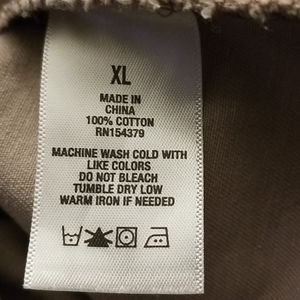 XL
MADE IN
CHINA
100% COTTON
RN154379
MACHINE WASH COLD WITH
LIKE COLORS
DO NOT BLEACH
TUMBLE DRY LOW
WARM IRON IF NEEDED